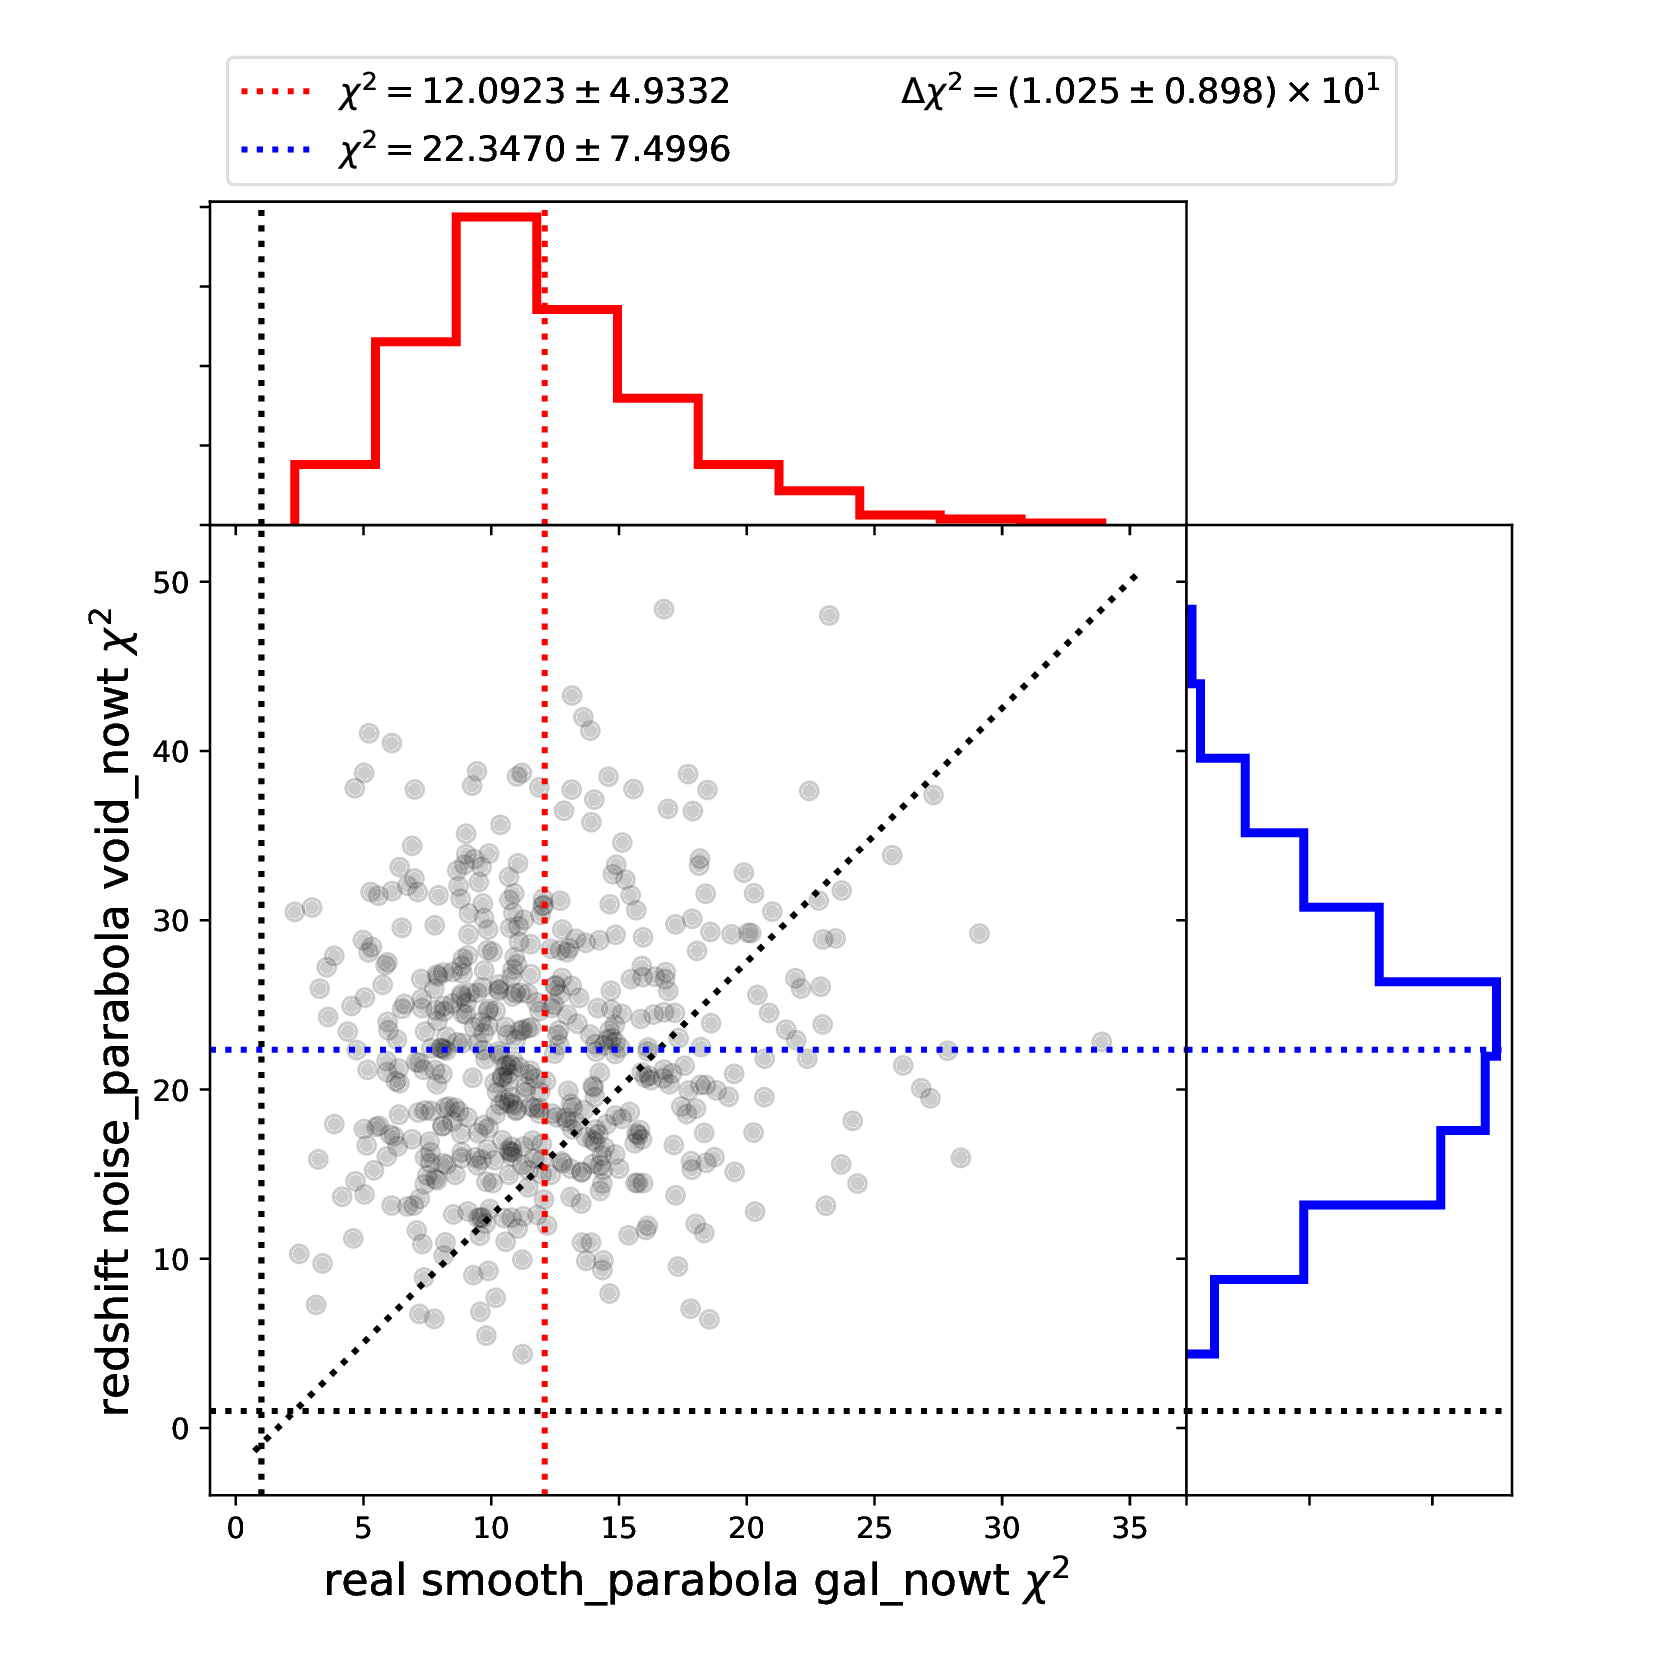 χ² = 12.0923 ± 4.9332
χ² = 22.3470 ± 7.4996
Δχ² = (1.025 ± 0.898) × 10¹
50
40
30
20
10
0
redshift noise_parabola void_nowt χ²
0 5 10 15 20 25 30 35
real smooth_parabola gal_nowt χ²